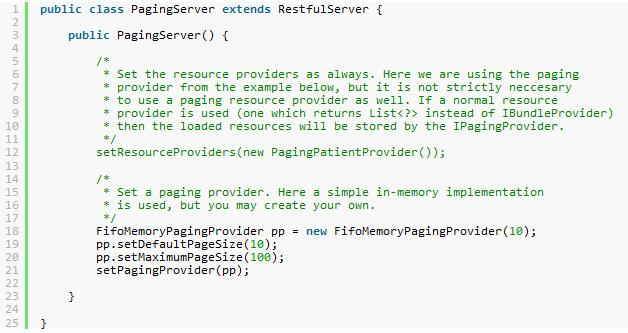 1 public class PagingServer extends RestfulServer {
2
3 public PagingServer() {
4
5 /*
6 * Set the resource providers as always. Here we are using the paging
7 * provider from the example below, but it is not strictly neccesary
8 * to use a paging resource provider as well. If a normal resource
9 * provider is used (one which returns List<?> instead of IBundleProvider)
10 * then the loaded resources will be stored by the IPagingProvider.
11 */
12 setResourceProviders(new PagingPatientProvider());
13
14 /*
15 * Set a paging provider. Here a simple in-memory implementation
16 * is used, but you may create your own.
17 */
18 FifoMemoryPagingProvider pp = new FifoMemoryPagingProvider(10);
19 pp.setDefaultPageSize(10);
20 pp.setMaximumPageSize(100);
21 setPagingProvider(pp);
22
23 }
24
25 }